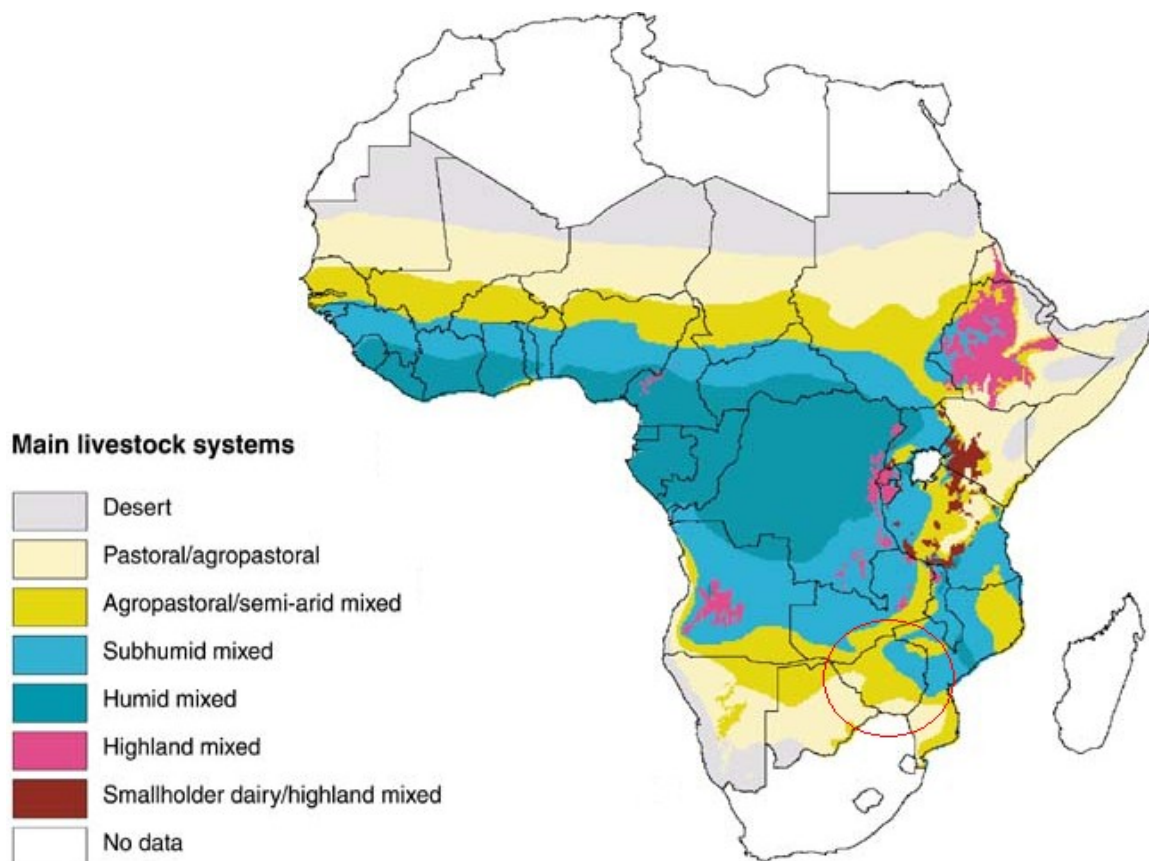 Main livestock systems
Desert
Pastoral/agropastoral
Agropastoral/semi-arid mixed
Subhumid mixed
Humid mixed
Highland mixed
Smallholder dairy/highland mixed
No data